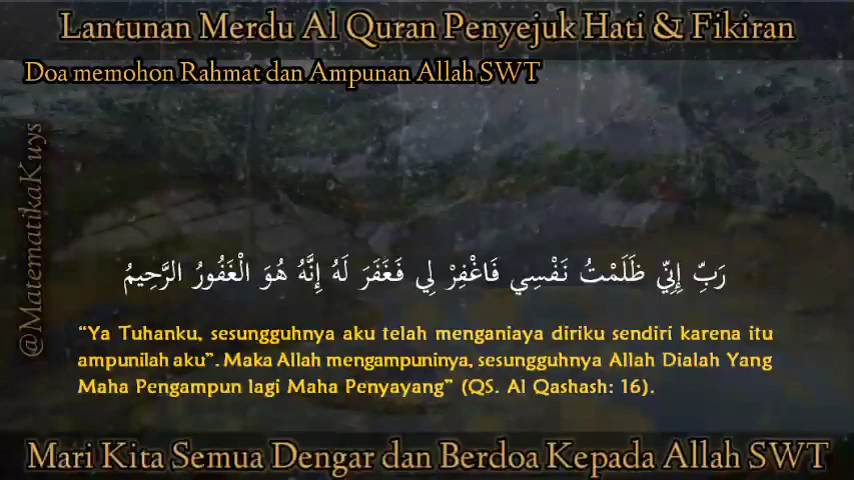 Lantunan Merdu Al Quran Penyejuk Hati & Fikiran
Doa memohon Rahmat dan Ampunan Allah SWT
@MatematikaKuys
رَبِّ إِنِّي ظَلَمْتُ نَفْسِي فَاغْفِرْ لِي فَغَفَرَ لَهُ إِنَّهُ هُوَ الْغَفُورُ الرَّحِيمُ
“Ya Tuhanku, sesungguhnya aku telah menganiaya diriku sendiri karena itu
ampunilah aku”. Maka Allah mengampuninya, sesungguhnya Allah Dialah Yang
Maha Pengampun lagi Maha Penyayang” (QS. Al Qashash: 16).
Mari Kita Semua Dengar dan Berdoa Kepada Allah SWT